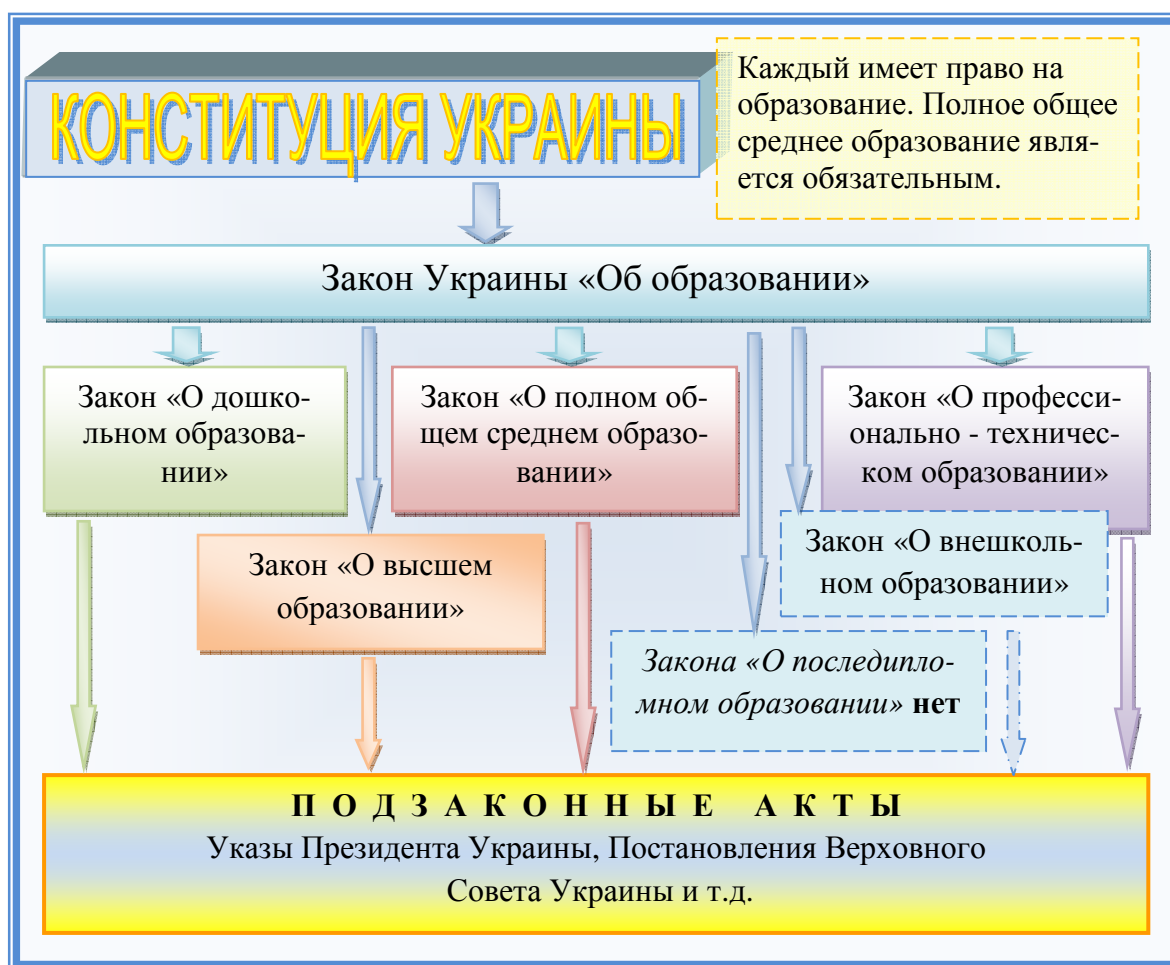 КОНСТИТУЦИЯ УКРАИНЫ
Каждый имеет право на
образование. Полное общее
среднее образование явля-
ется обязательным.
Закон Украины «Об образовании»
Закон «О дошко-
льном образова-
нии»
Закон «О полном об-
щем среднем образо-
вании»
Закон «О професси-
онально - техничес-
ком образовании»
Закон «О высшем
образовании»
Закон «О внешколь-
ном образовании»
Закона «О последипло-
мном образовании» нет
ПОДЗАКОННЫЕ АКТЫ
Указы Президента Украины, Постановления Верховного
Совета Украины и т.д.